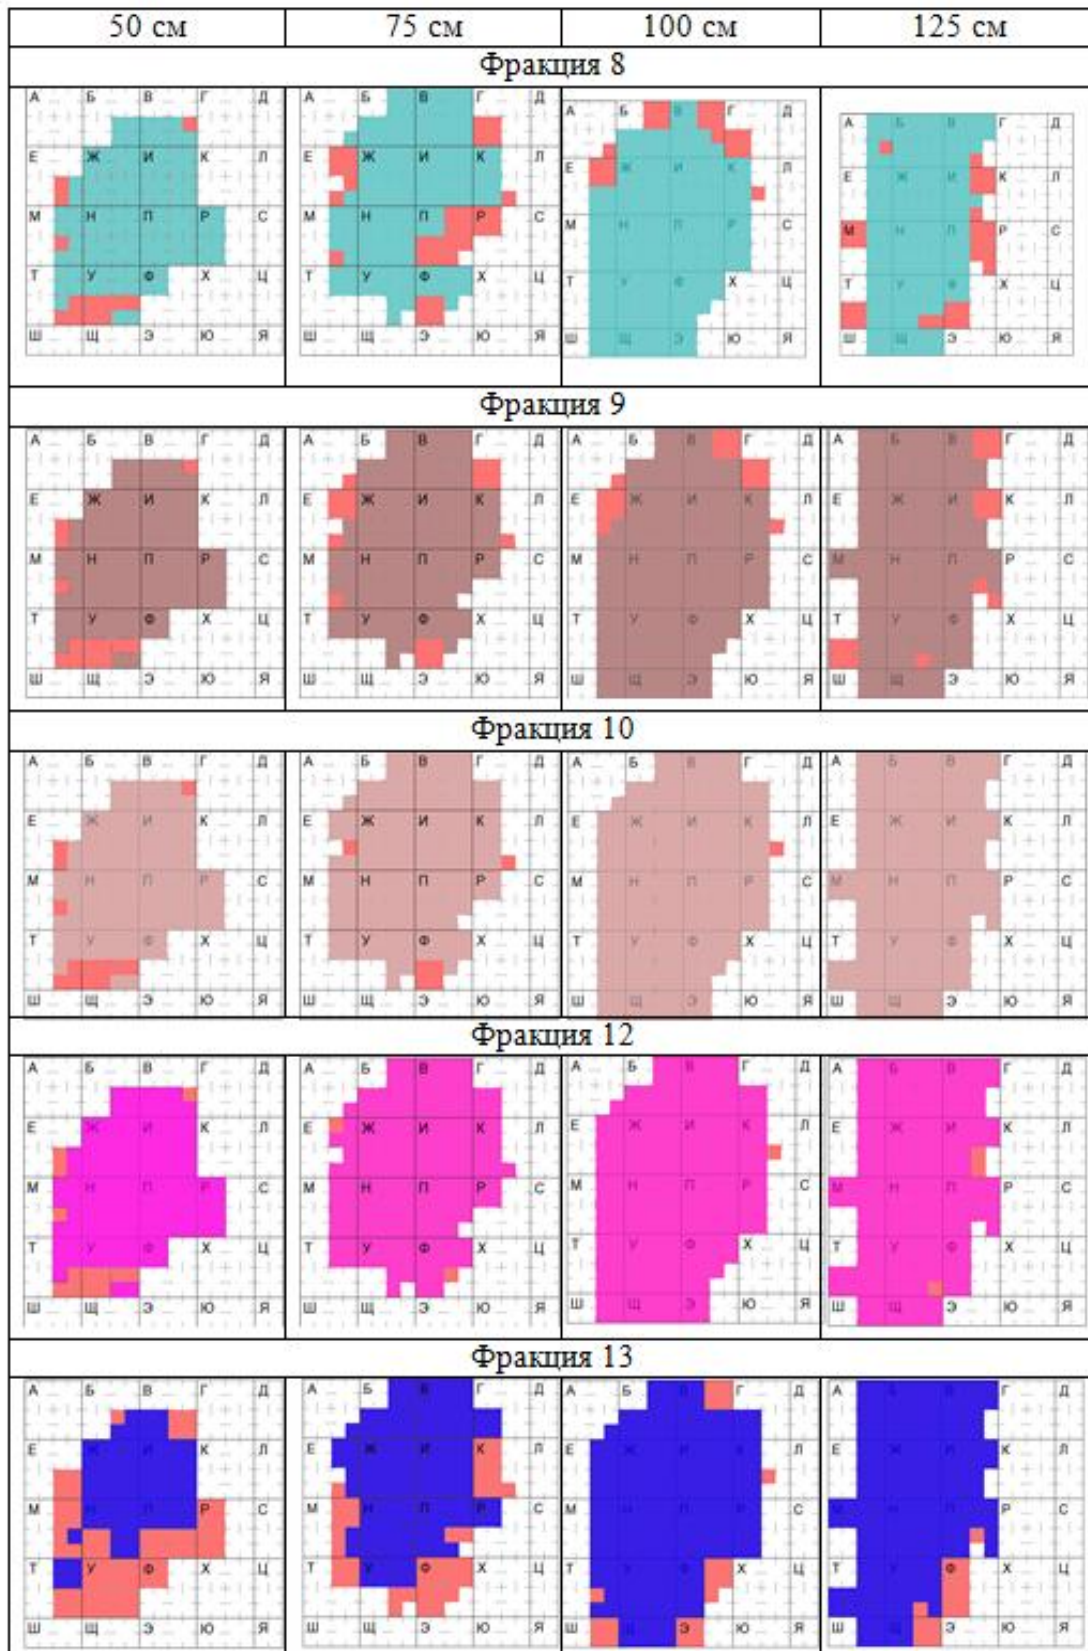 50 см 75 см 100 см 125 см
Фракция 8
А Б В Г Д А Б В Г Д А Б В Г Д А Б В Г Д
Е Ж И К Л Е Ж И К Л Е Ж И К Л Е Ж И К Л
М Н П Р С М Н П Р С М Н П Р С М Н П Р С
Т У Ф Х Ц Т У Ф Х Ц Т У Ф Х Ц Т У Ф Х Ц
Ш Щ Э Ю Я Ш Щ Э Ю Я Ш Щ Э Ю Я Ш Щ Э Ю Я
Фракция 9
А Б В Г Д А Б В Г Д А Б В Г Д А Б В Г Д
Е Ж И К Л Е Ж И К Л Е Ж И К Л Е Ж И К Л
М Н П Р С М Н П Р С М Н П Р С М Н П Р С
Т У Ф Х Ц Т У Ф Х Ц Т У Ф Х Ц Т У Ф Х Ц
Ш Щ Э Ю Я Ш Щ Э Ю Я Ш Щ Э Ю Я Ш Щ Э Ю Я
Фракция 10
А Б В Г Д А Б В Г Д А Б В Г Д А Б В Г Д
Е Ж И К Л Е Ж И К Л Е Ж И К Л Е Ж И К Л
М Н П Р С М Н П Р С М Н П Р С М Н П Р С
Т У Ф Х Ц Т У Ф Х Ц Т У Ф Х Ц Т У Ф Х Ц
Ш Щ Э Ю Я Ш Щ Э Ю Я Ш Щ Э Ю Я Ш Щ Э Ю Я
Фракция 12
А Б В Г Д А Б В Г Д А Б В Г Д А Б В Г Д
Е Ж И К Л Е Ж И К Л Е Ж И К Л Е Ж И К Л
М Н П Р С М Н П Р С М Н П Р С М Н П Р С
Т У Ф Х Ц Т У Ф Х Ц Т У Ф Х Ц Т У Ф Х Ц
Ш Щ Э Ю Я Ш Щ Э Ю Я Ш Щ Э Ю Я Ш Щ Э Ю Я
Фракция 13
А Б В Г Д А Б В Г Д А Б В Г Д А Б В Г Д
Е Ж И К Л Е Ж И К Л Е Ж И К Л Е Ж И К Л
М Н П Р С М Н П Р С М Н П Р С М Н П Р С
Т У Ф Х Ц Т У Ф Х Ц Т У Ф Х Ц Т У Ф Х Ц
Ш Щ Э Ю Я Ш Щ Э Ю Я Ш Щ Э Ю Я Ш Щ Э Ю Я